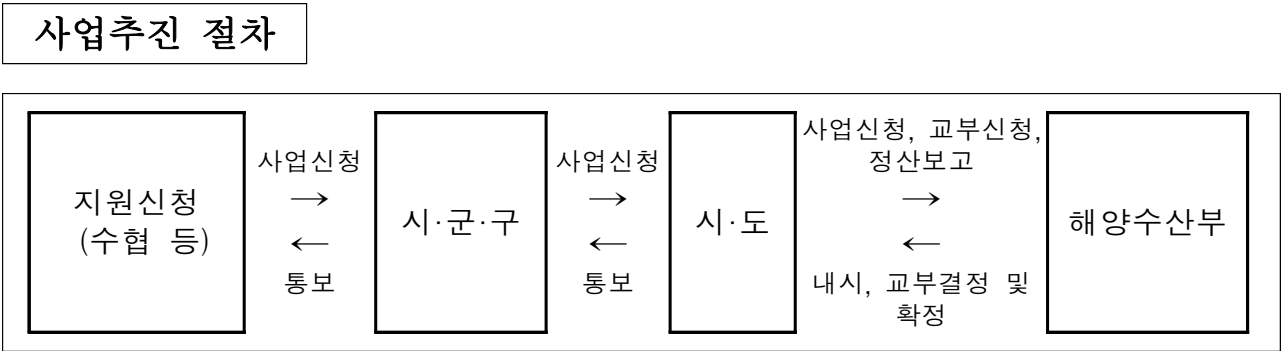 사업추진 절차
지원신청
(수협 등)
사업신청
→
←
통보
시·군·구
사업신청
→
←
통보
시·도
사업신청, 교부신청,
정산보고
→
←
내시, 교부결정 및
확정
해양수산부